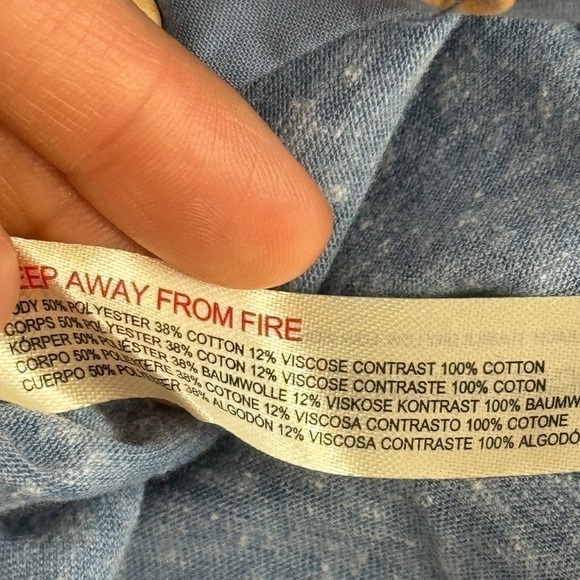 EEP AWAY FROM FIRE
ODY 50% POLYESTER 38% COTTON 12% VISCOSE CONTRAST 100% COTTON
CORPS 50% POLYESTER 38% COTON 12% VISCOSE CONTRASTE 100% COTON
KÖRPER 50% POLIÉSTER 38% BAUMWOLLE 12% VISKOSE KONTRAST 100% BAUMW
CORPO 50% POLIESTERE 38% COTONE 12% VISCOSA CONTRASTO 100% COTONE
CUERPO 50% POLIÉSTER 38% ALGODÓN 12% VISCOSA CONTRASTE 100% ALGODÓ